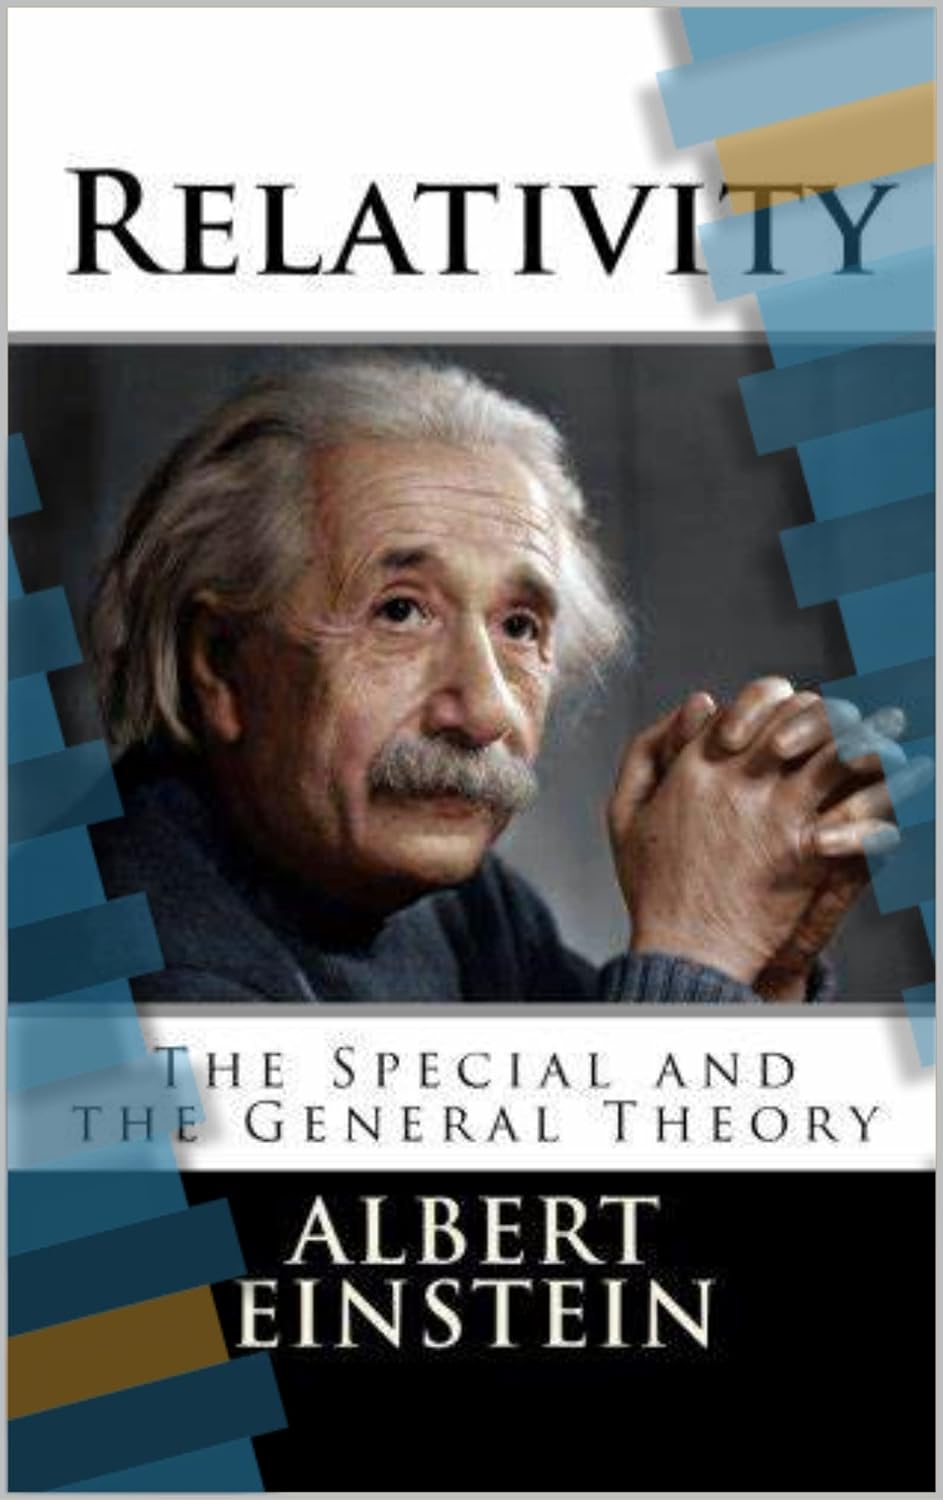 RELATIVITY
THE SPECIAL AND
THE GENERAL THEORY
ALBERT
EINSTEIN